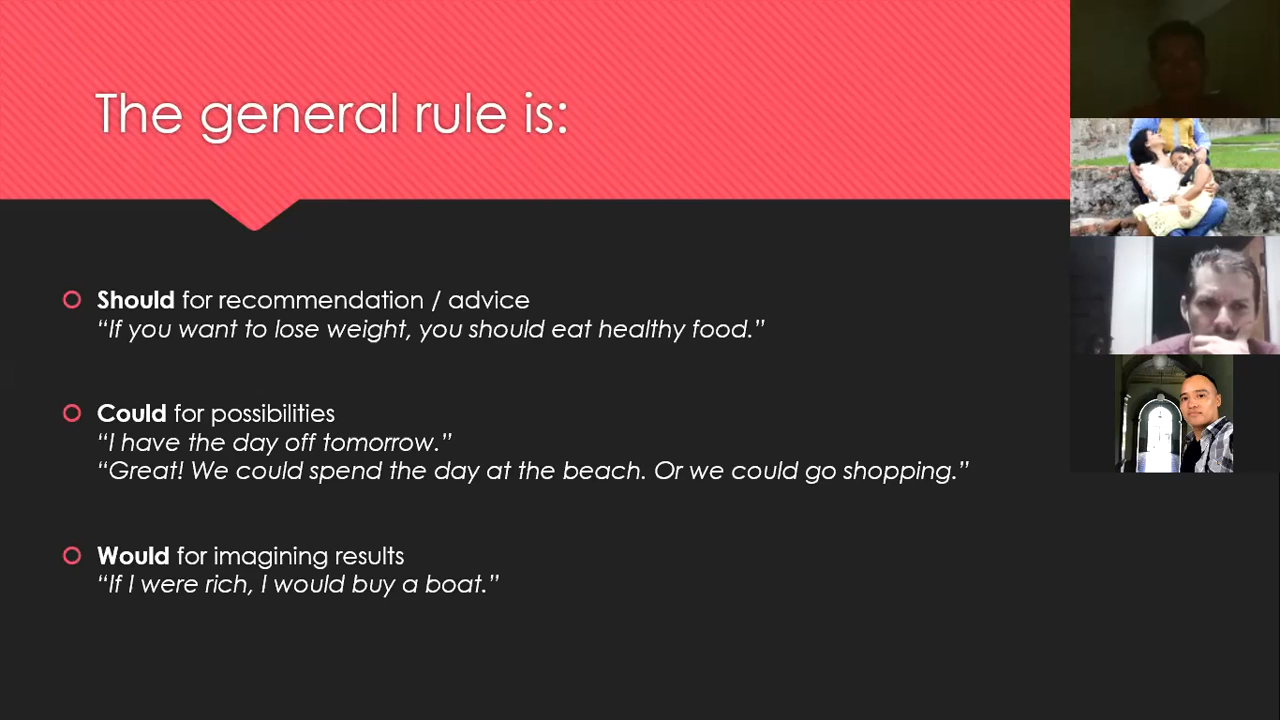 The general rule is:
Should for recommendation / advice
“If you want to lose weight, you should eat healthy food.”
Could for possibilities
“I have the day off tomorrow.”
“Great! We could spend the day at the beach. Or we could go shopping.”
Would for imagining results
“If I were rich, I would buy a boat.”